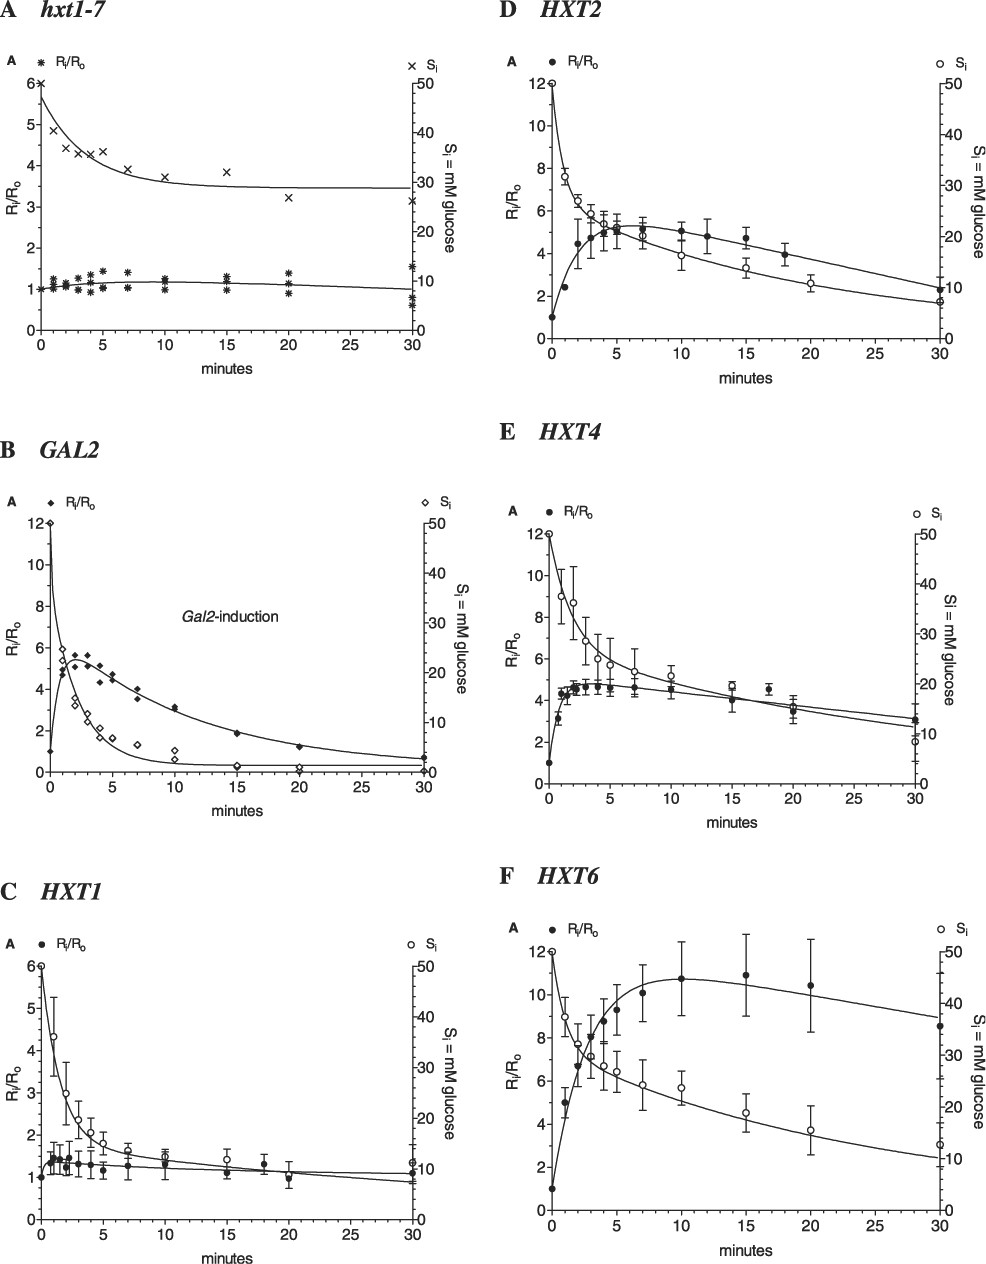 A hxt1-7
A
Ri/Ro
Si
6
5
4
3
2
1
0
50
40
30
20
10
0
Ri/Ro
Si = mM glucose
0 5 10 15 20 25 30
minutes
B GAL2
A
Ri/Ro
Si
12
10
8
6
4
2
0
50
40
30
20
10
0
Ri/Ro
Si = mM glucose
Gal2-induction
0 5 10 15 20 25 30
minutes
C HXT1
A
Ri/Ro
Si
6
5
4
3
2
1
0
50
40
30
20
10
0
Ri/Ro
Si = mM glucose
0 5 10 15 20 25 30
minutes
D HXT2
A
Ri/Ro
Si
12
10
8
6
4
2
0
50
40
30
20
10
0
Ri/Ro
Si = mM glucose
0 5 10 15 20 25 30
minutes
E HXT4
A
Ri/Ro
Si
12
10
8
6
4
2
0
50
40
30
20
10
0
Ri/Ro
Si = mM glucose
0 5 10 15 20 25 30
minutes
F HXT6
A
Ri/Ro
Si
12
10
8
6
4
2
0
50
40
30
20
10
0
Ri/Ro
Si = mM glucose
0 5 10 15 20 25 30
minutes